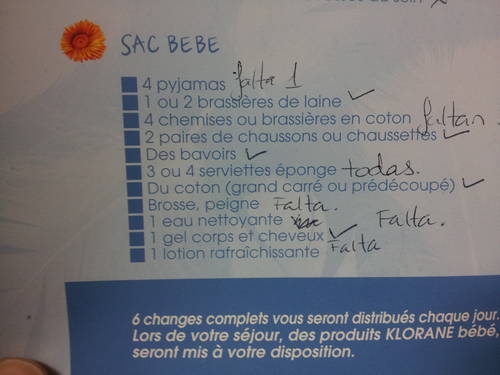 SAC BEBE
4 pyjamas falta 1
1 ou 2 brassières de laine ✓
4 chemises ou brassières en coton faltan.
2 paires de chaussons ou chaussettes ✓
Des bavoirs ✓
3 ou 4 serviettes éponge todas.
Du coton (grand carré ou prédécoupé) ✓
Brosse, peigne Falta.
1 eau nettoyante Falta.
1 gel corps et cheveux ✓
1 lotion rafraîchissante Falta
6 changes complets vous seront distribués chaque jour.
Lors de votre séjour, des produits KLORANE bébé,
seront mis à votre disposition.